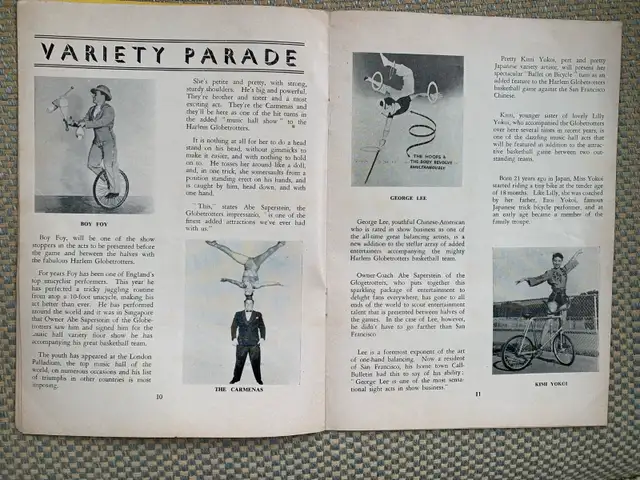 VARIETY PARADE
BOY FOY
Boy Foy, will be one of the show
stoppers in the acts to be presented before
the game and between the halves with
the fabulous Harlem Globetrotters.
For years Foy has been one of England's
top unicyclist performers. This year he
has perfected a tricky juggling routine
from atop a 10-foot unicycle, making his
act better than ever. He has performed
around the world and it was in Singapore
that Owner Abe Saperstein of the Globe-
trotters saw him and signed him for the
music hall variety floor show he has
accompanying his great basketball team.
The youth has appeared at the London
Palladium, the top music hall of the
world, on numerous occasions and his list
of triumphs in other countries is most
imposing.
She's petite and pretty, with strong,
sturdy shoulders. He's big and powerful.
They're brother and sister and a most
exciting act. They're the Carmenas and
they'll be here as one of the hit turns in
the added "music hall show" to the
Harlem Globetrotters.
It is nothing at all for her to do a head
stand on his head, without gimmicks to
make it easier, and with nothing to hold
on to. He tosses her around like a doll,
and, in one trick, she somersaults from a
position standing erect on his hands, and
is caught by him, head down, and with
one hand.
"This," states Abe Saperstein, the
Globetrotters impressario, "is one of the
finest added attractions we've ever had
with us."
THE CARMENAS
10
THE HOOPS &
THE BODY REVOLVE
SIMULTANEOUSLY
GEORGE LEE
George Lee, youthful Chinese-American
who is rated in show business as one of
the all-time great balancing artists, is a
new addition to the stellar array of added
entertainers accompanying the mighty
Harlem Globetrotters basketball team.
Owner-Coach Abe Saperstein of the
Globetrotters, who puts together this
sparkling package of entertainment to
delight fans everywhere, has gone to all
ends of the world to scout entertainment
talent that is presented between halves of
the games. In the case of Lee, however,
he didn't have to go farther than San
Francisco
Lee is a foremost exponent of the art
of one-hand balancing. Now a resident
of San Francisco, his home town Call-
Bulletin had this to say of his ability:
"George Lee is one of the most sensa-
tional sight acts in show business."
Pretty Kimi Yokoi, pert and pretty
Japanese variety artiste, will present her
spectacular "Ballet on Bicycle" turn as an
added feature to the Harlem Globetrotters
basketball game against the San Francisco
Chinese.
Kimi, younger sister of lovely Lilly
Yokoi, who accompanied the Globetrotters
over here several times in recent years, is
one of the dazzling music hall acts that
will be featured in addition to the attrac-
tive basketball game between two out-
standing teams.
Born 21 years ago in Japan, Miss Yokoi
started riding a tiny bike at the tender age
of 18 months. Like Lilly, she was coached
by her father, Eizo Yokoi, famous
Japanese trick bicycle performer, and at
an early age became a member of the
family troupe.
KIMI YOKOI
11